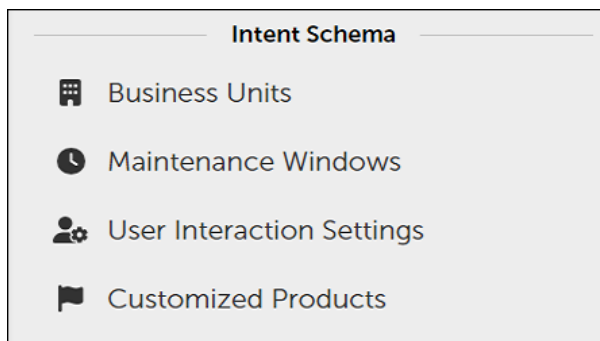 Intent Schema
Business Units
Maintenance Windows
User Interaction Settings
Customized Products